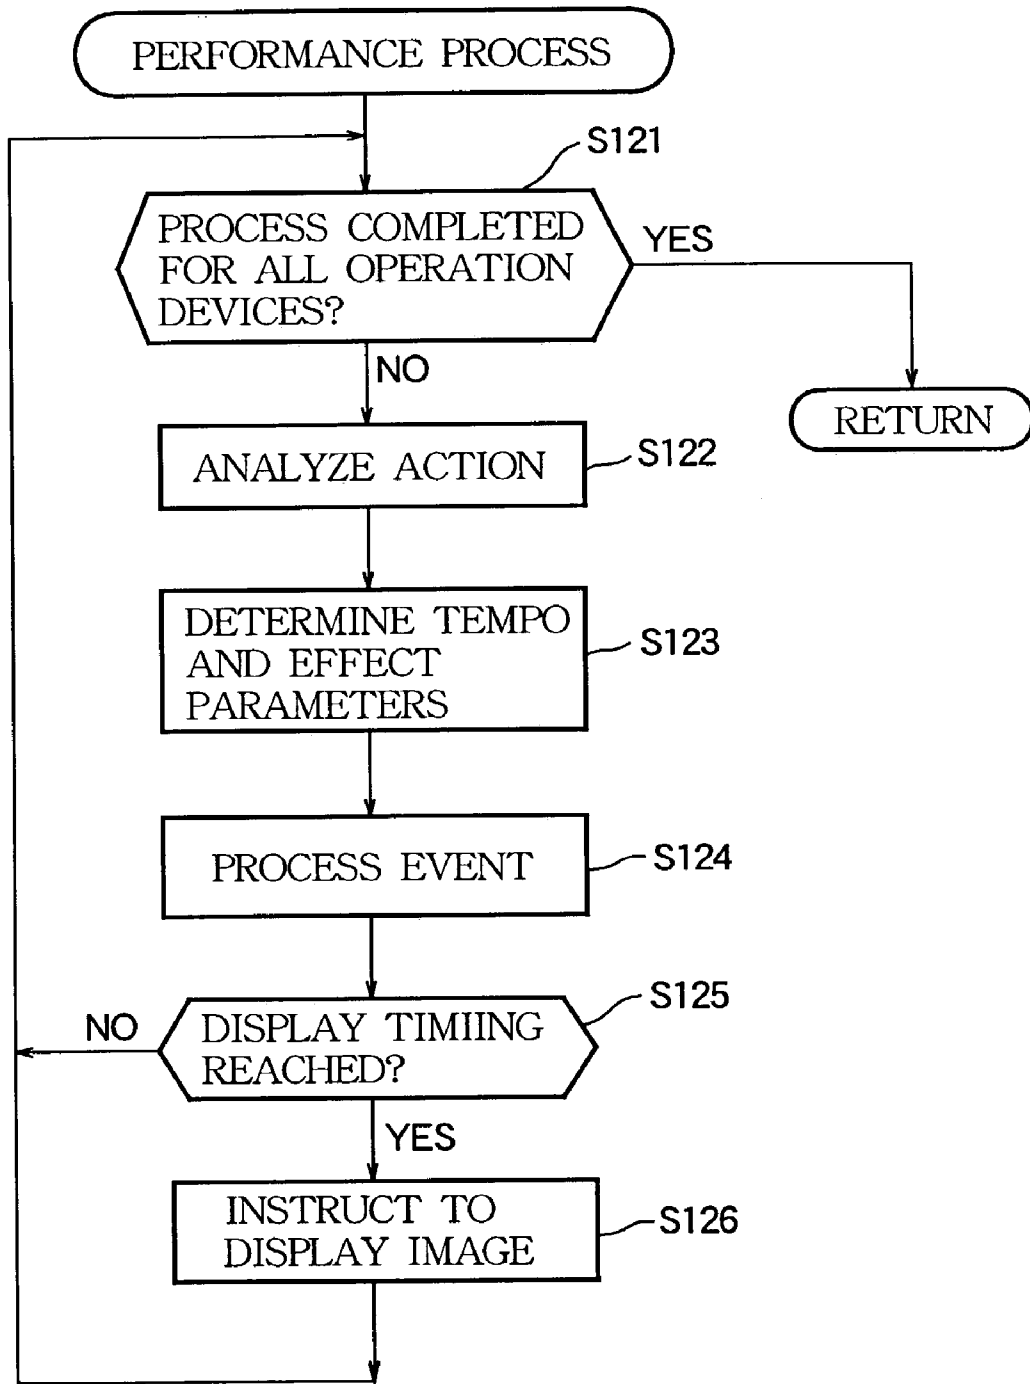 PERFORMANCE PROCESS
S121
PROCESS COMPLETED
FOR ALL OPERATION
DEVICES?
YES
NO
RETURN
ANALYZE ACTION
S122
DETERMINE TEMPO
AND EFFECT
PARAMETERS
S123
PROCESS EVENT
S124
S125
NO
DISPLAY TIMIING
REACHED?
YES
INSTRUCT TO
DISPLAY IMAGE
S126